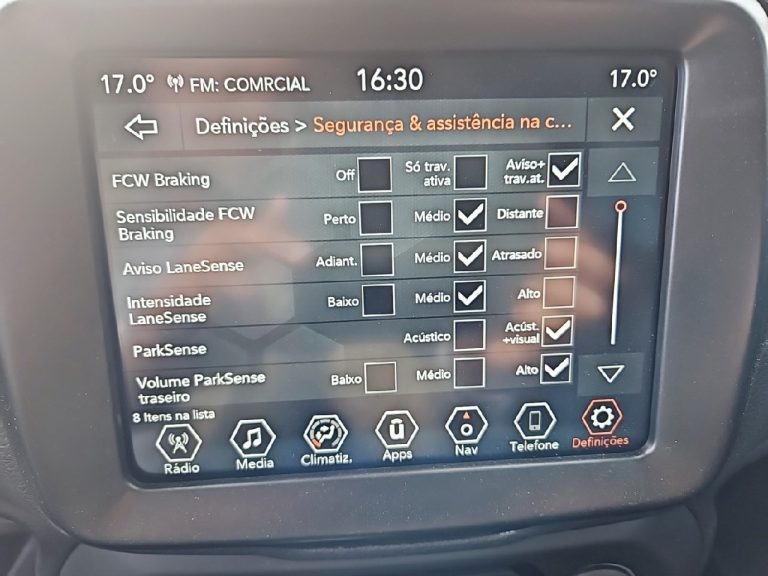 17.0° FM: COMRCIAL 16:30 17.0°
Definições > Segurança & assistência na c...
FCW Braking Off Só trav. ativa Aviso+ trav.at.
Sensibilidade FCW Braking Perto Médio Distante
Aviso LaneSense Adiant. Médio Atrasado
Intensidade LaneSense Baixo Médio Alto
ParkSense Acústico Acúst. +visual
Volume ParkSense traseiro Baixo Médio Alto
8 Itens na lista
Rádio Media Climatiz. Apps Nav Telefone Definições